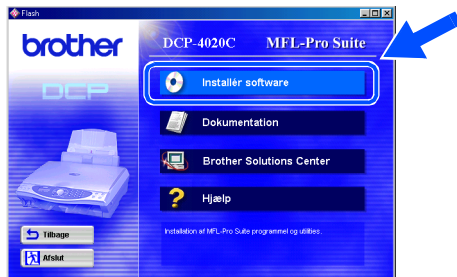 Flash
brother
DCP-4020C MFL-Pro Suite
DCP
Installér software
Dokumentation
Brother Solutions Center
Hjælp
Installation af MFL-Pro Suite programmel og utilities.
Tilbage
Afslut